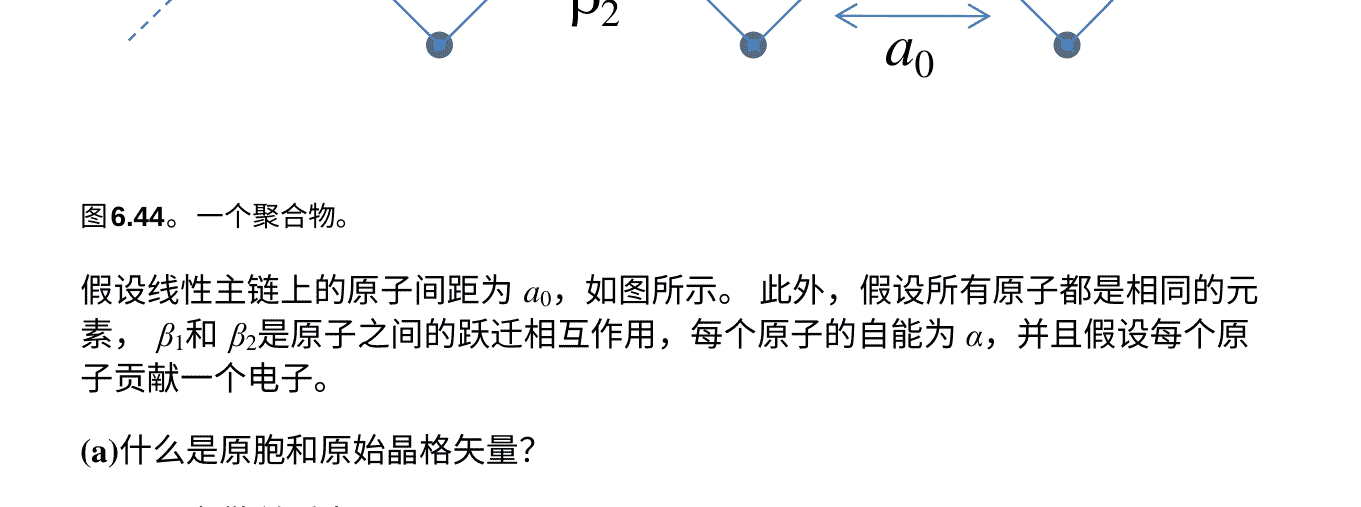 β2
a0
图6.44。一个聚合物。
假设线性主链上的原子间距为 a0，如图所示。 此外，假设所有原子都是相同的元
素， β1和 β2是原子之间的跃迁相互作用，每个原子的自能为 α，并且假设每个原
子贡献一个电子。
(a)什么是原胞和原始晶格矢量？